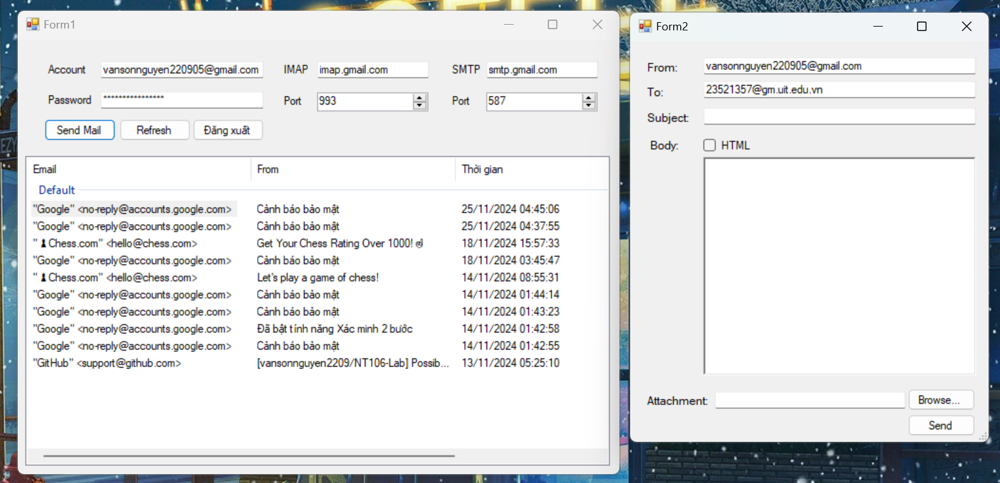 Form1
Account vansonnguyen220905@gmail.com IMAP imap.gmail.com SMTP smtp.gmail.com
Password **************** Port 993 Port 587
Send Mail Refresh Đăng xuất
Email From Thời gian
Default
"Google" <no-reply@accounts.google.com> Cảnh báo bảo mật 25/11/2024 04:45:06
"Google" <no-reply@accounts.google.com> Cảnh báo bảo mật 25/11/2024 04:37:55
"♟Chess.com" <hello@chess.com> Get Your Chess Rating Over 1000! 18/11/2024 15:57:33
"Google" <no-reply@accounts.google.com> Cảnh báo bảo mật 18/11/2024 03:45:47
"♟Chess.com" <hello@chess.com> Let's play a game of chess! 14/11/2024 08:55:31
"Google" <no-reply@accounts.google.com> Cảnh báo bảo mật 14/11/2024 01:44:14
"Google" <no-reply@accounts.google.com> Cảnh báo bảo mật 14/11/2024 01:43:23
"Google" <no-reply@accounts.google.com> Đã bật tính năng Xác minh 2 bước 14/11/2024 01:42:58
"Google" <no-reply@accounts.google.com> Cảnh báo bảo mật 14/11/2024 01:42:55
"GitHub" <support@github.com> [vansonnguyen2209/NT106-Lab] Possib... 13/11/2024 05:25:10
Form2
From: vansonnguyen220905@gmail.com
To: 23521357@gm.uit.edu.vn
Subject:
Body: HTML
Attachment: Browse...
Send